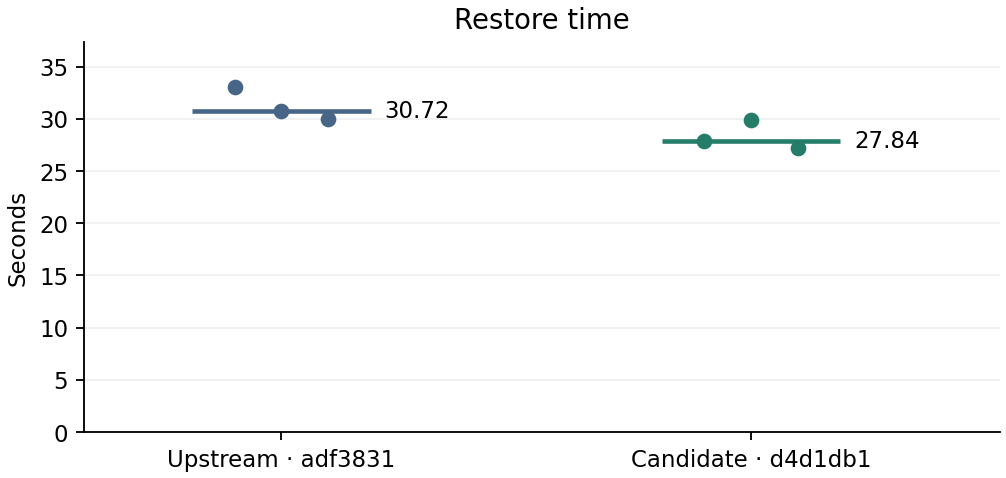 Restore time
Seconds
35
30
25
20
15
10
5
0
30.72
27.84
Upstream · adf3831
Candidate · d4d1db1